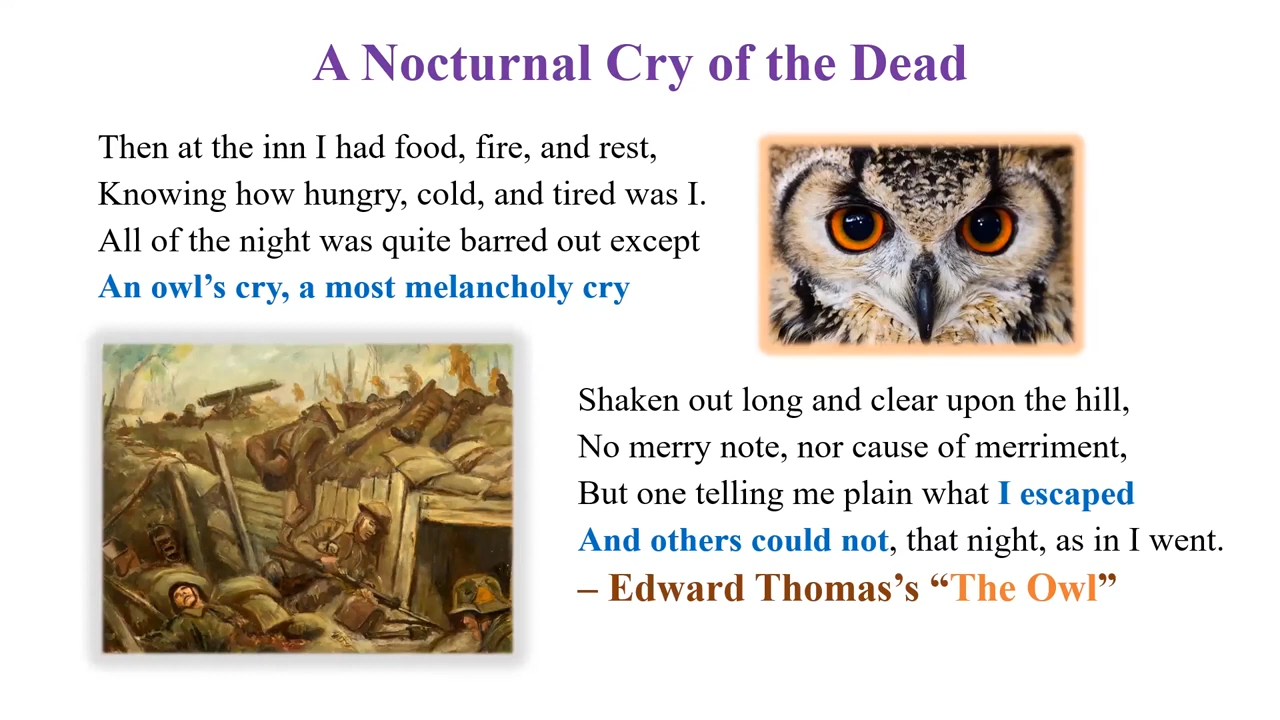 A Nocturnal Cry of the Dead
Then at the inn I had food, fire, and rest,
Knowing how hungry, cold, and tired was I.
All of the night was quite barred out except
An owl’s cry, a most melancholy cry
Shaken out long and clear upon the hill,
No merry note, nor cause of merriment,
But one telling me plain what I escaped
And others could not, that night, as in I went.
– Edward Thomas’s “The Owl”